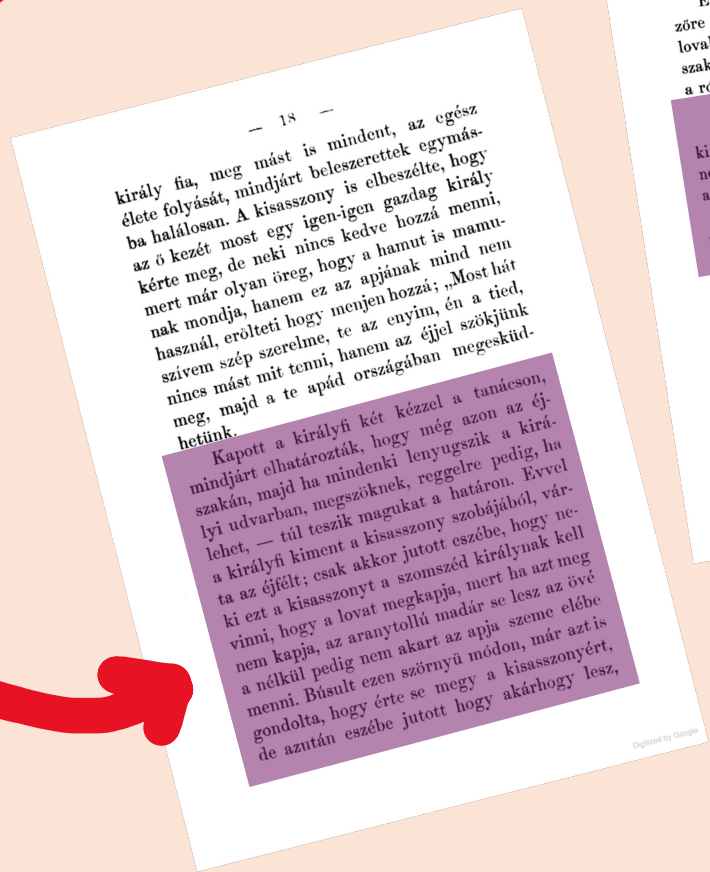 — 18 —
király fia, meg mást is mindent, az egész
élete folyását, mindjárt beleszerettek egymás-
ba halálosan. A kisasszony is elbeszélte, hogy
az ő kezét most egy igen-igen gazdag király
kérte meg, de neki nincs kedve hozzá menni,
mert már olyan öreg, hogy a hamut is mamu-
nak mondja, hanem ez az apjának mind nem
használ, erölteti hogy menjen hozzá; „Most hát
szívem szép szerelme, te az enyim, én a tied,
nincs mást mit tenni, hanem az éjjel szökjünk
meg, majd a te apád országában megesküd-
hetünk.
Kapott a királyfi két kézzel a tanácson,
mindjárt elhatározták, hogy még azon az éj-
szakán, majd ha mindenki lenyugszik a kirá-
lyi udvarban, megszöknek, reggelre pedig, ha
lehet, — túl teszik magukat a határon. Evvel
a királyfi kiment a kisasszony szobájából, vár-
ta az éjfélt; csak akkor jutott eszébe, hogy ne-
ki ezt a kisasszonyt a szomszéd királynak kell
vinni, hogy a lovat megkapja, mert ha azt meg
nem kapja, az aranytollú madár se lesz az övé
a nélkül pedig nem akart az apja szeme elébe
menni. Búsult ezen szörnyü módon, már azt is
gondolta, hogy érte se megy a kisasszonyért,
de azután eszébe jutott hogy akárhogy lesz,
Digitized by Google
zöre
a